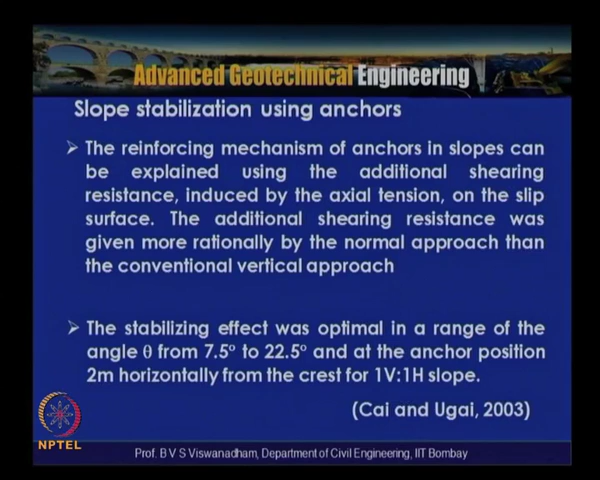 Advanced Geotechnical Engineering
Slope stabilization using anchors
➢ The reinforcing mechanism of anchors in slopes can
be explained using the additional shearing
resistance, induced by the axial tension, on the slip
surface. The additional shearing resistance was
given more rationally by the normal approach than
the conventional vertical approach
➢ The stabilizing effect was optimal in a range of the
angle θ from 7.5º to 22.5º and at the anchor position
2m horizontally from the crest for 1V:1H slope.
(Cai and Ugai, 2003)
NPTEL
Prof. B V S Viswanadham, Department of Civil Engineering, IIT Bombay